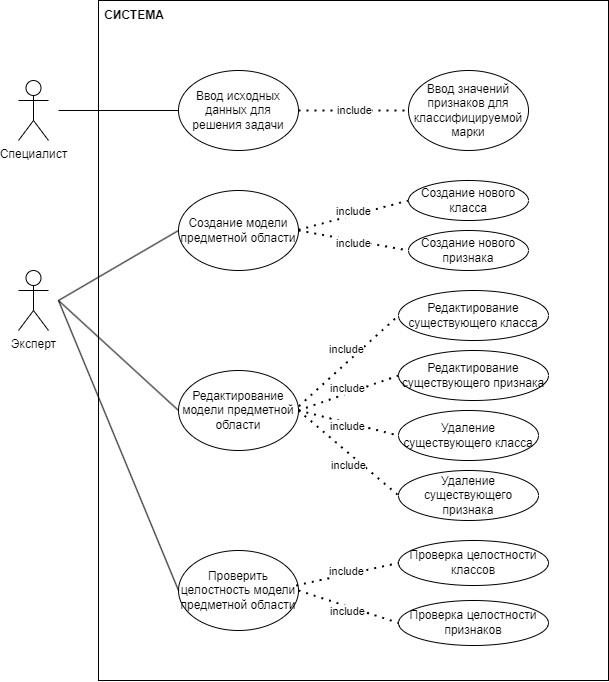 СИСТЕМА
Специалист
Ввод исходных
данных для
решения задачи
include
Ввод значений
признаков для
классифицируемой
марки
Эксперт
Создание модели
предметной области
include
Создание нового
класса
include
Создание нового
признака
Редактирование
модели предметной
области
include
Редактирование
существующего класса
include
Редактирование
существующего признака
include
Удаление
существующего класса
include
Удаление
существующего
признака
Проверить
целостность модели
предметной области
include
Проверка целостности
классов
include
Проверка целостности
признаков